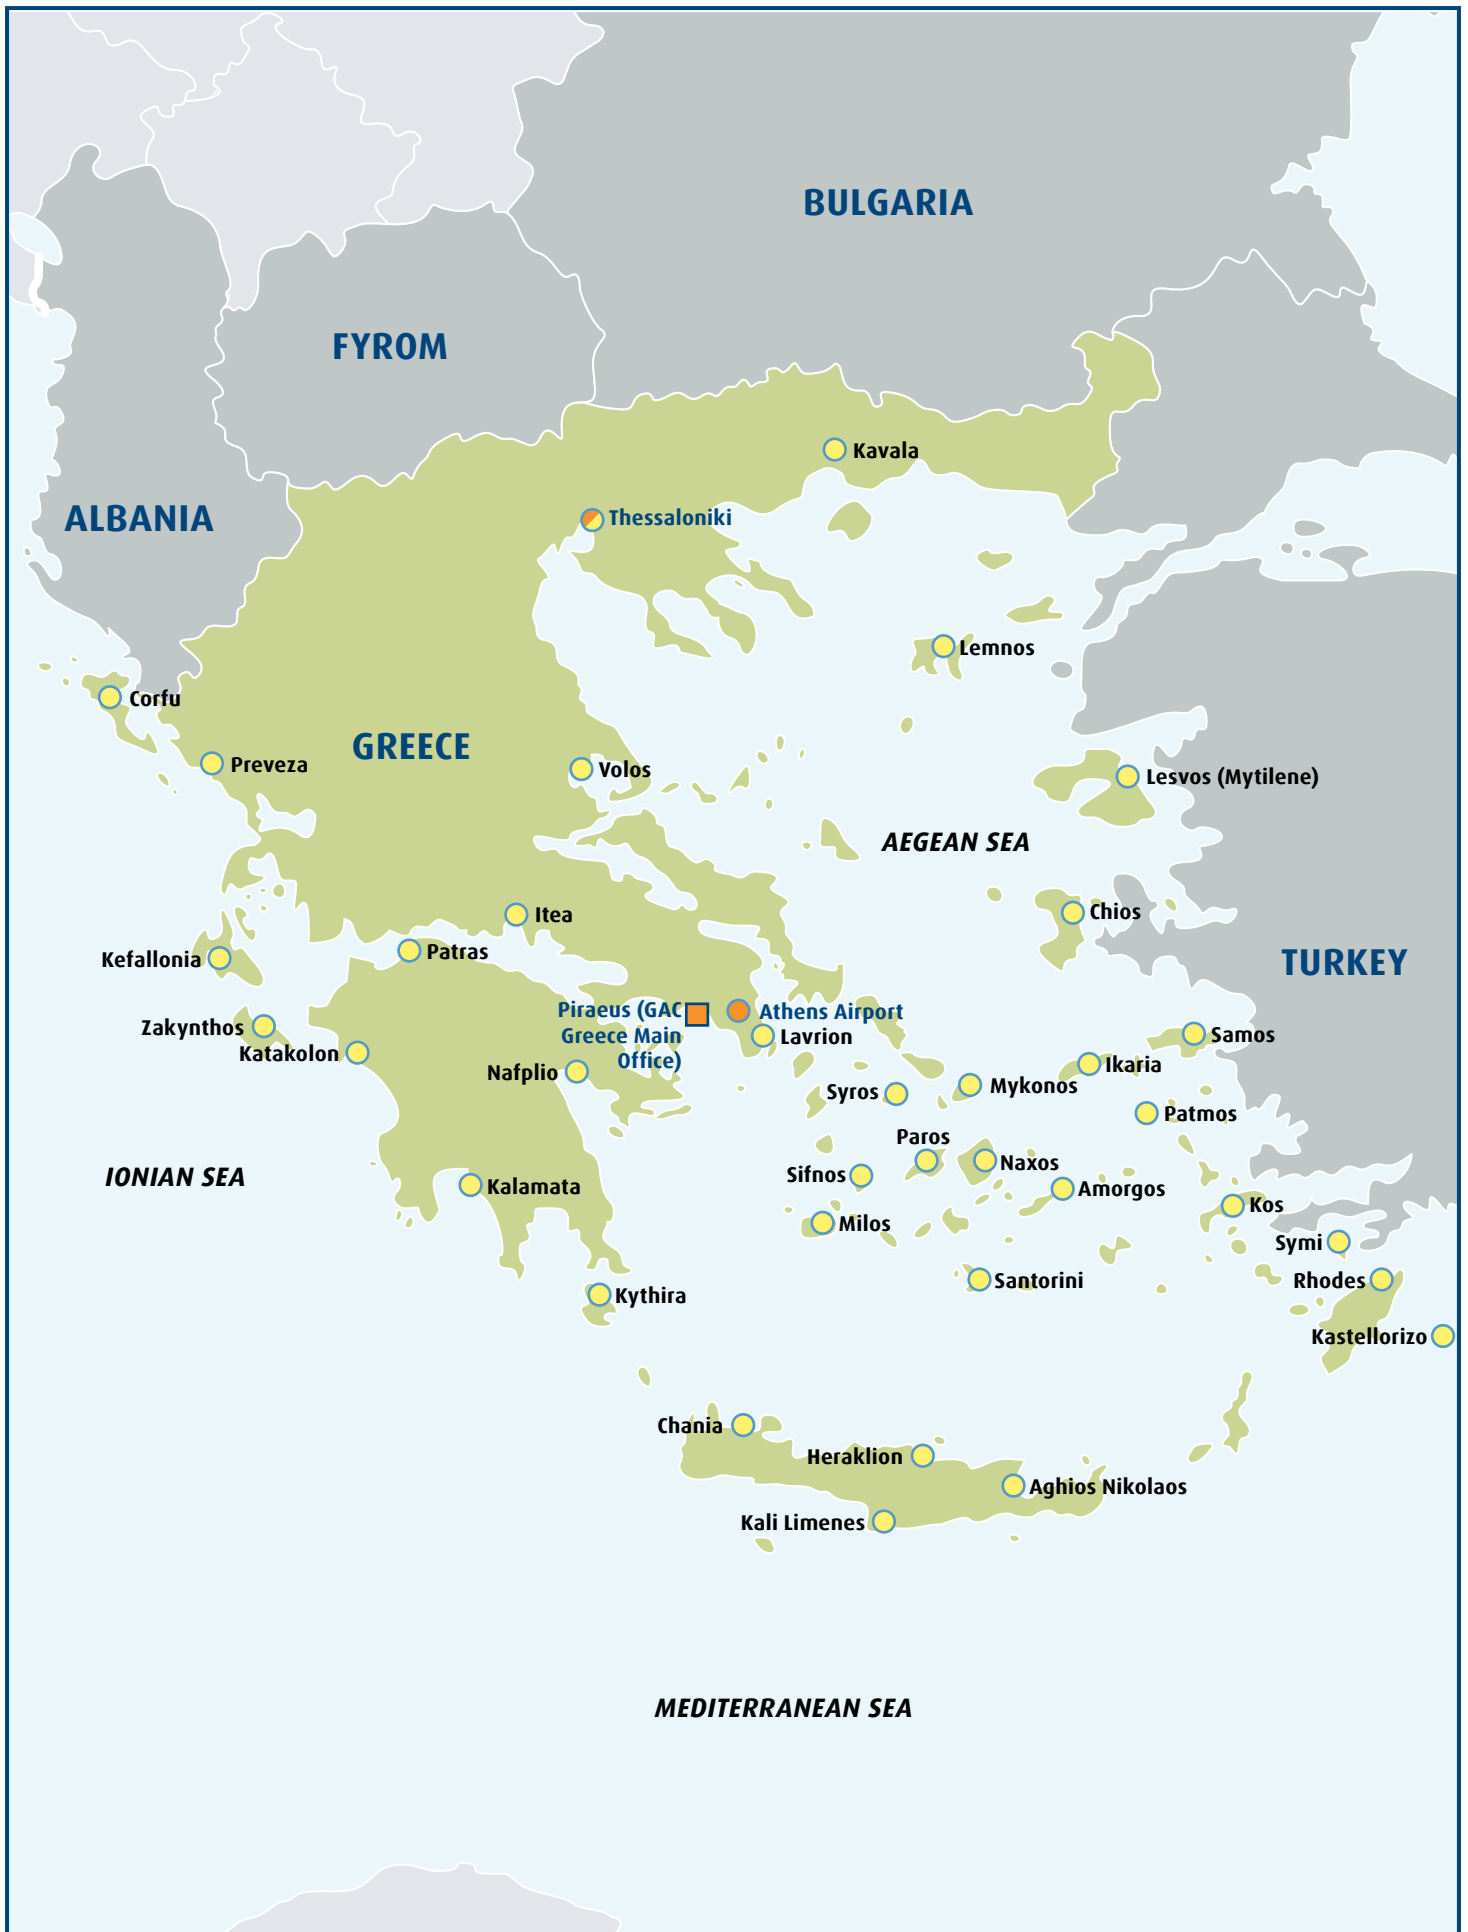 BULGARIA
FYROM
Kavala
ALBANIA
Thessaloniki
Lemnos
Corfu
GREECE
Preveza
Volos
Lesvos (Mytilene)
AEGEAN SEA
Itea
Chios
Patras
Kefallonia
TURKEY
Piraeus (GAC
Greece Main
Office)
Athens Airport
Zakynthos
Lavrion
Samos
Katakolon
Ikaria
Nafplio
Mykonos
Syros
Patmos
Paros
Naxos
IONIAN SEA
Sifnos
Kalamata
Amorgos
Kos
Milos
Symi
Santorini
Rhodes
Kythira
Kastellorizo
Chania
Heraklion
Aghios Nikolaos
Kali Limenes
MEDITERRANEAN SEA